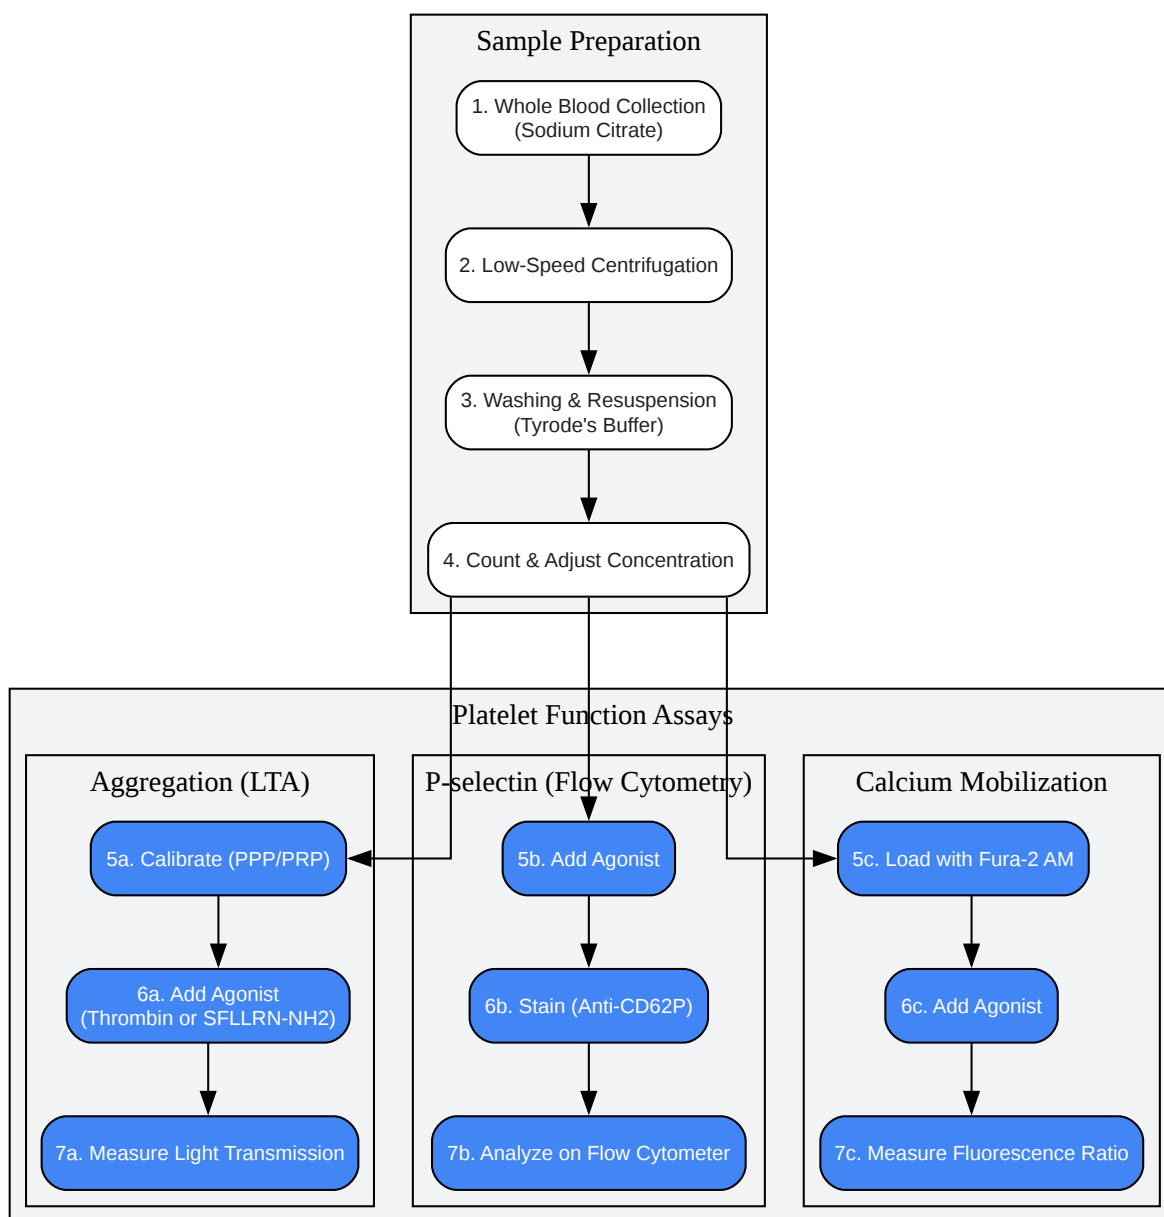 Sample Preparation
1. Whole Blood Collection
(Sodium Citrate)
2. Low-Speed Centrifugation
3. Washing & Resuspension
(Tyrode's Buffer)
4. Count & Adjust Concentration
Platelet Function Assays
Aggregation (LTA)
5a. Calibrate (PPP/PRP)
6a. Add Agonist
(Thrombin or SFLLRN-NH2)
7a. Measure Light Transmission
P-selectin (Flow Cytometry)
5b. Add Agonist
6b. Stain (Anti-CD62P)
7b. Analyze on Flow Cytometer
Calcium Mobilization
5c. Load with Fura-2 AM
6c. Add Agonist
7c. Measure Fluorescence Ratio